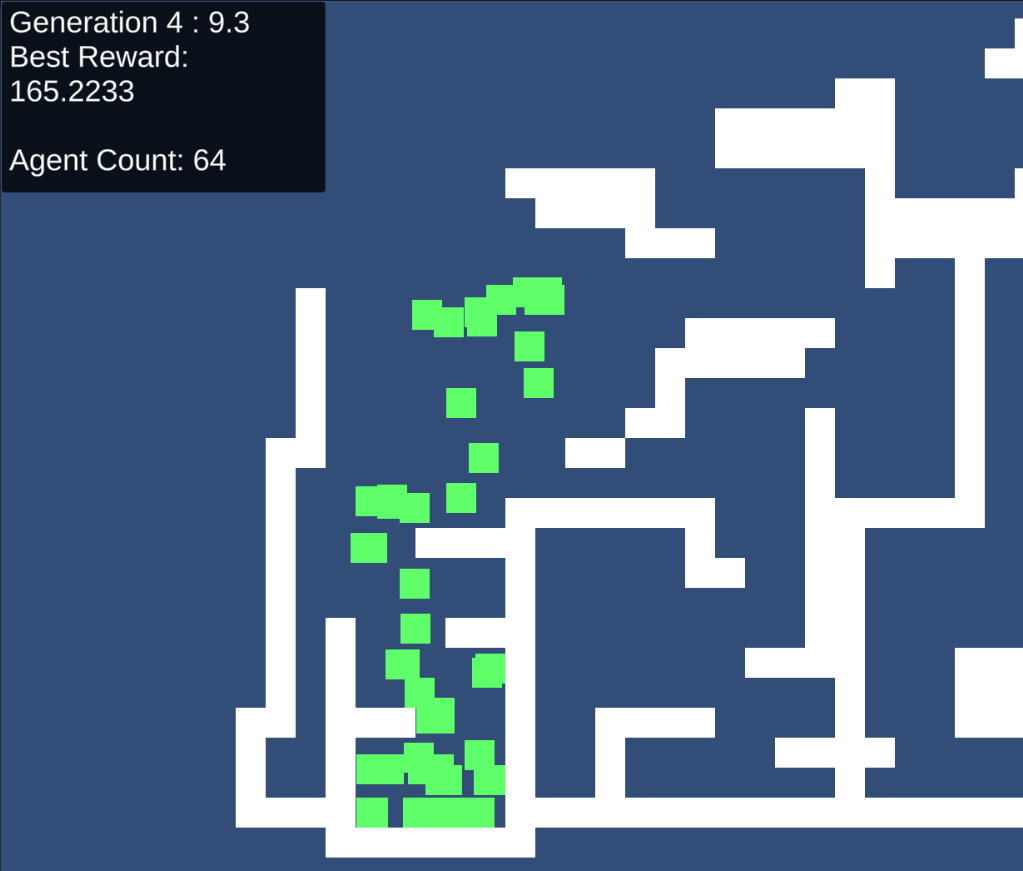 Generation 4 : 9.3
Best Reward:
165.2233
Agent Count: 64